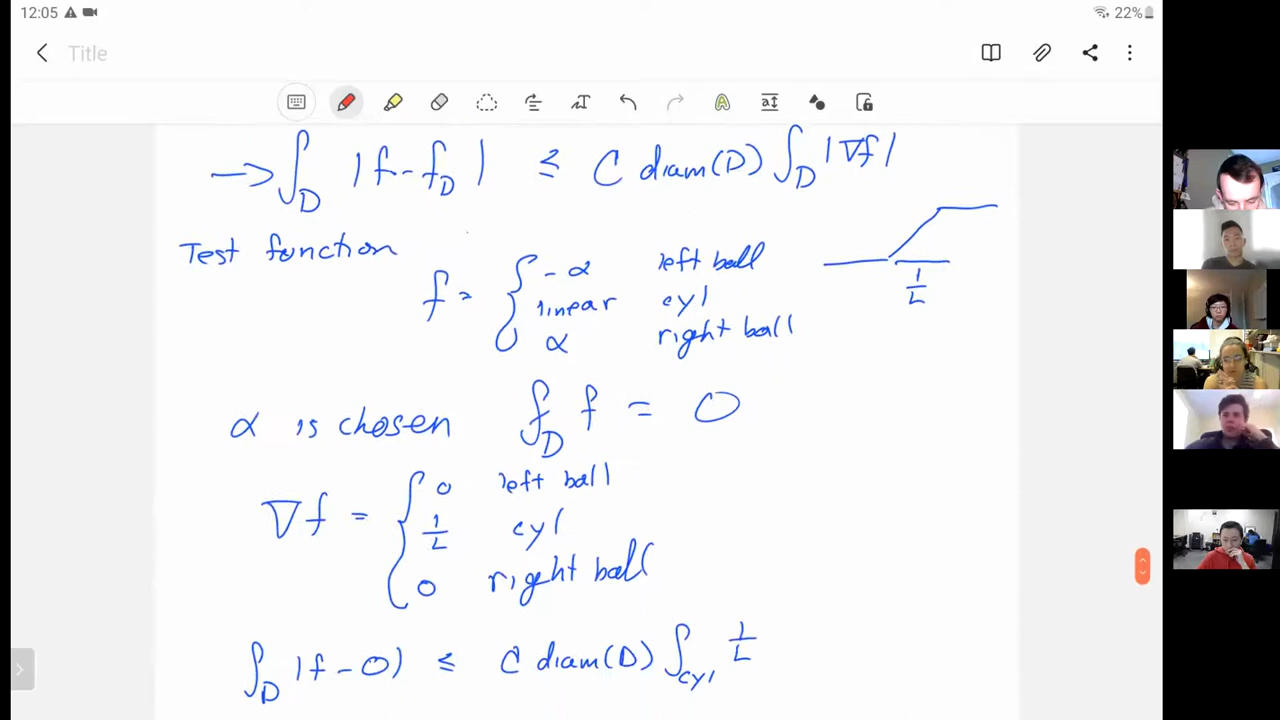 12:05 22%
Title
→ ∫_D |f - f_D| ≤ C diam(D) ∫_D |∇f|
Test function
f = { -α left ball
linear cyl
α right ball
1/L
α is chosen ⨍_D f = 0
∇f = { 0 left ball
1/L cyl
0 right ball
∫_D |f - 0| ≤ C diam(D) ∫_cyl 1/L